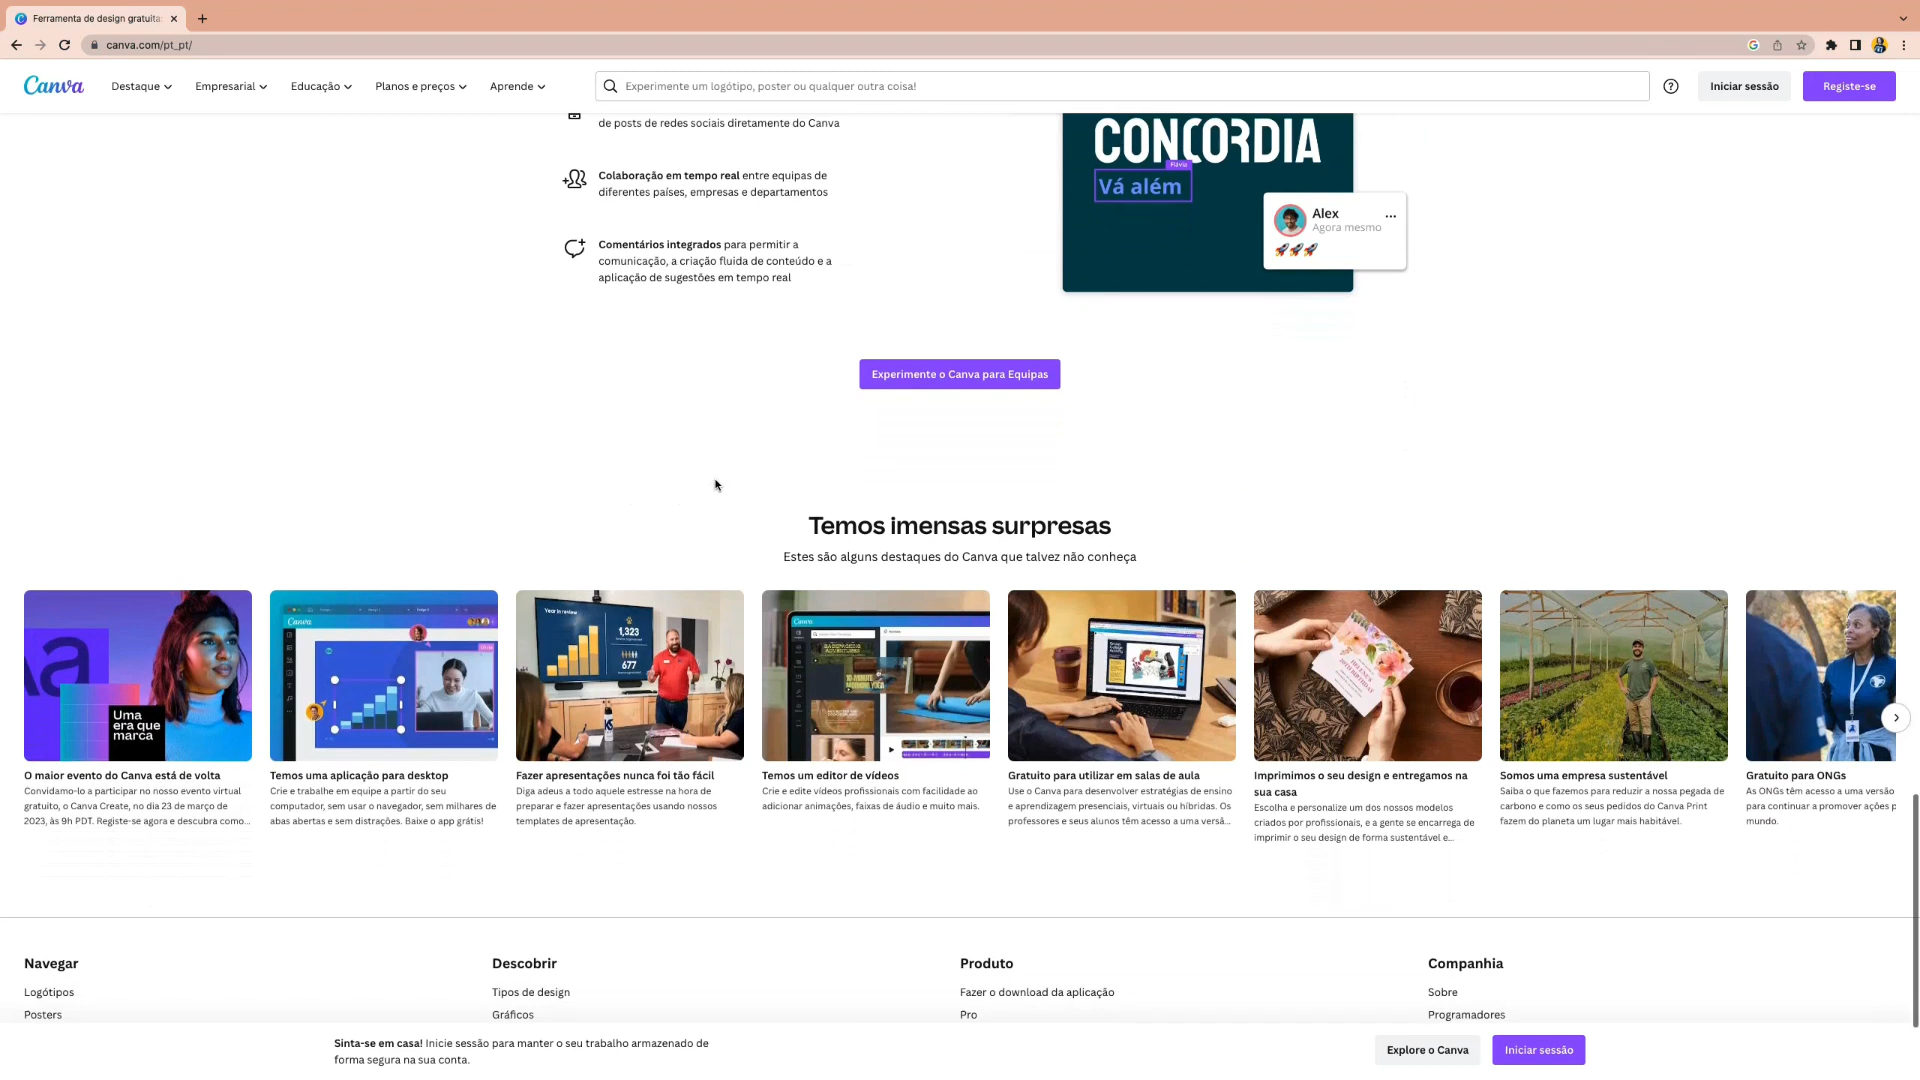 Ferramenta de design gratuita
canva.com/pt_pt/
Canva
Destaque
Empresarial
Educação
Planos e preços
Aprende
Experimente um logótipo, poster ou qualquer outra coisa!
Iniciar sessão
Registe-se
de posts de redes sociais diretamente do Canva
Colaboração em tempo real entre equipas de
diferentes países, empresas e departamentos
Comentários integrados para permitir a
comunicação, a criação fluida de conteúdo e a
aplicação de sugestões em tempo real
CONCORDIA
Flávia
Vá além
Alex
Agora mesmo
Experimente o Canva para Equipas
Temos imensas surpresas
Estes são alguns destaques do Canva que talvez não conheça
Uma
era que
marca
Canva
Year in review
1,323
677
Canva
O maior evento do Canva está de volta
Convidamo-lo a participar no nosso evento virtual
gratuito, o Canva Create, no dia 23 de março de
2023, às 9h PDT. Registe-se agora e descubra como...
Temos uma aplicação para desktop
Crie e trabalhe em equipe a partir do seu
computador, sem usar o navegador, sem milhares de
abas abertas e sem distrações. Baixe o app grátis!
Fazer apresentações nunca foi tão fácil
Diga adeus a todo aquele estresse na hora de
preparar e fazer apresentações usando nossos
templates de apresentação.
Temos um editor de vídeos
Crie e edite vídeos profissionais com facilidade ao
adicionar animações, faixas de áudio e muito mais.
Gratuito para utilizar em salas de aula
Use o Canva para desenvolver estratégias de ensino
e aprendizagem presenciais, virtuais ou híbridas. Os
professores e seus alunos têm acesso a uma versã...
Imprimimos o seu design e entregamos na
sua casa
Escolha e personalize um dos nossos modelos
criados por profissionais, e a gente se encarrega de
imprimir o seu design de forma sustentável e...
Somos uma empresa sustentável
Saiba o que fazemos para reduzir a nossa pegada de
carbono e como os seus pedidos do Canva Print
fazem do planeta um lugar mais habitável.
Gratuito para ONGs
As ONGs têm acesso a uma versão
para continuar a promover ações p
mundo.
Navegar
Descobrir
Produto
Companhia
Logótipos
Tipos de design
Fazer o download da aplicação
Sobre
Posters
Gráficos
Pro
Programadores
Sinta-se em casa! Inicie sessão para manter o seu trabalho armazenado de
forma segura na sua conta.
Explore o Canva
Iniciar sessão